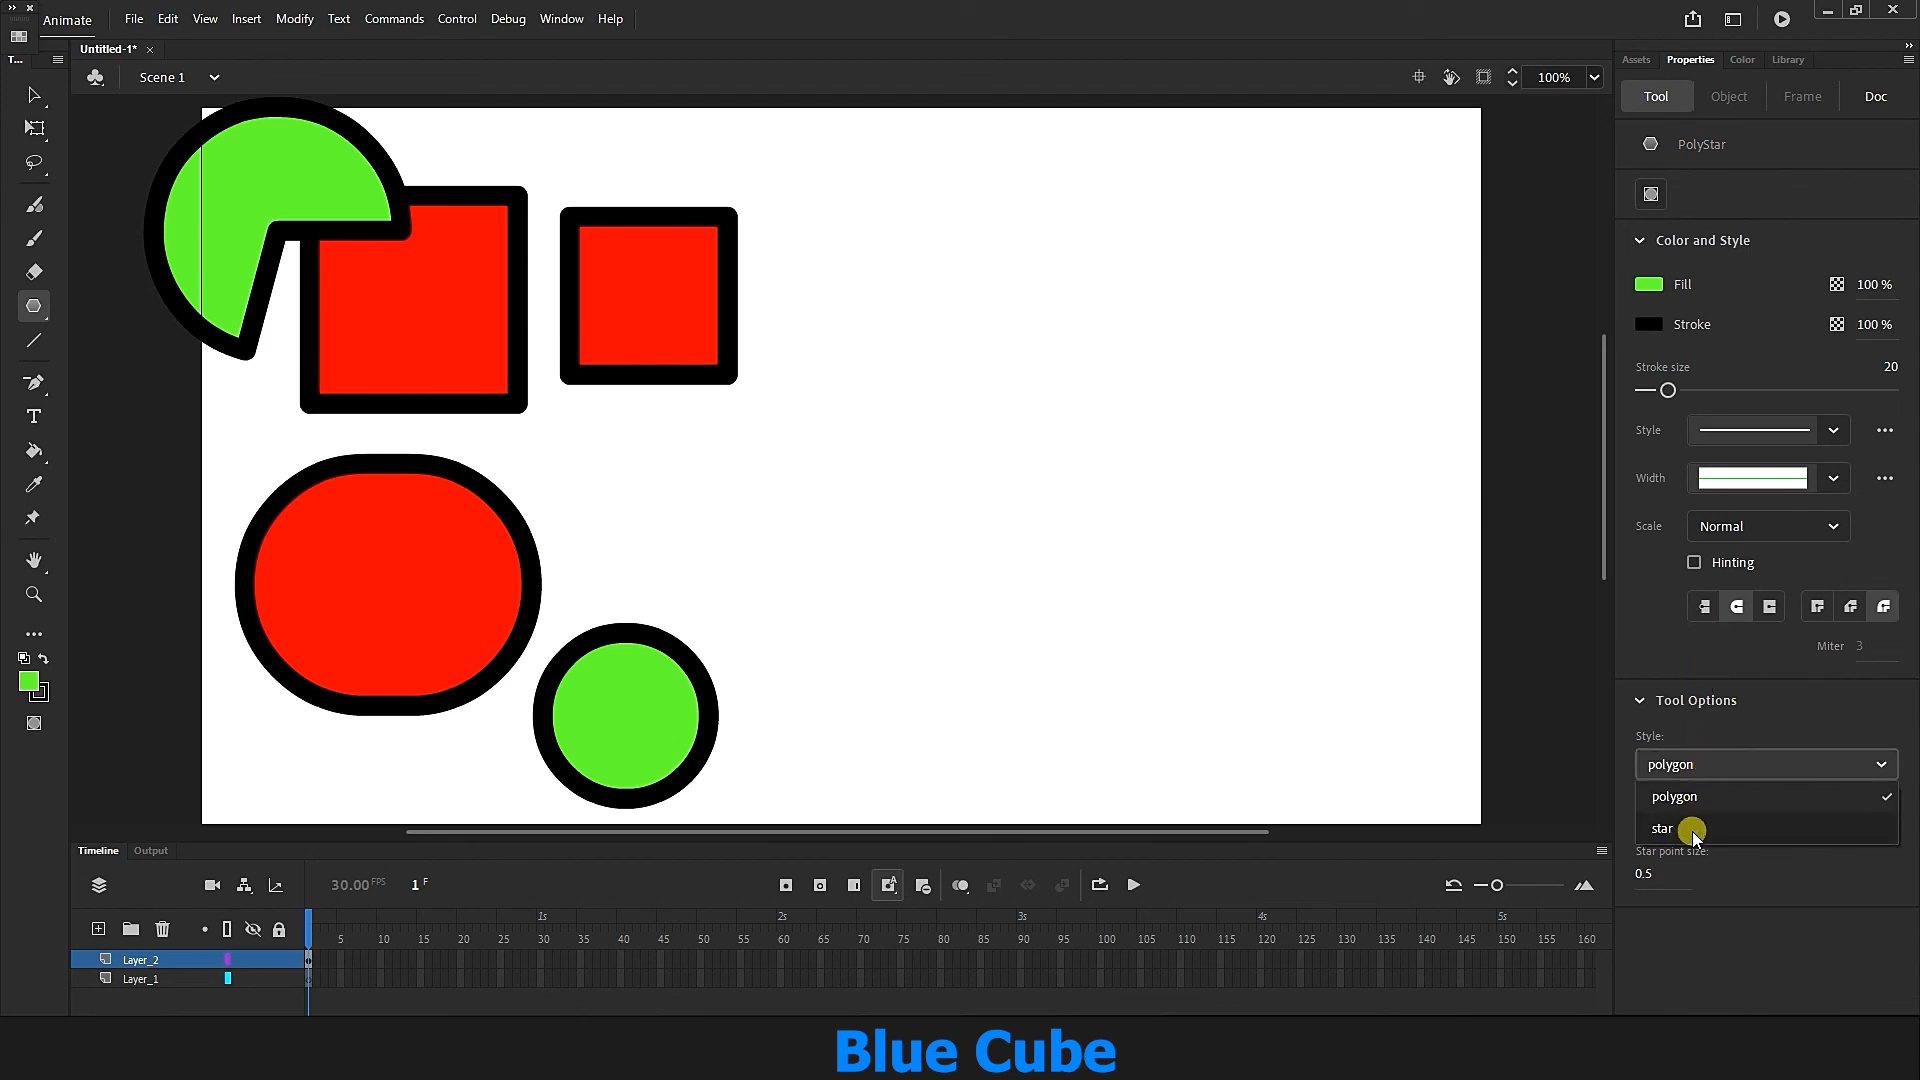 Animate File Edit View Insert Modify Text Commands Control Debug Window Help
Untitled-1*
T... Scene 1 100%
Assets Properties Color Library
Tool Object Frame Doc
PolyStar
Color and Style
Fill 100 %
Stroke 100 %
Stroke size 20
Style
Width
Scale Normal
Hinting
Miter 3
Tool Options
Style:
polygon
polygon
star
Star point size:
0.5
Timeline Output
30.00 FPS 1 F
1s 2s 3s 4s 5s
5 10 15 20 25 30 35 40 45 50 55 60 65 70 75 80 85 90 95 100 105 110 115 120 125 130 135 140 145 150 155 160
Layer_2
Layer_1
Blue Cube